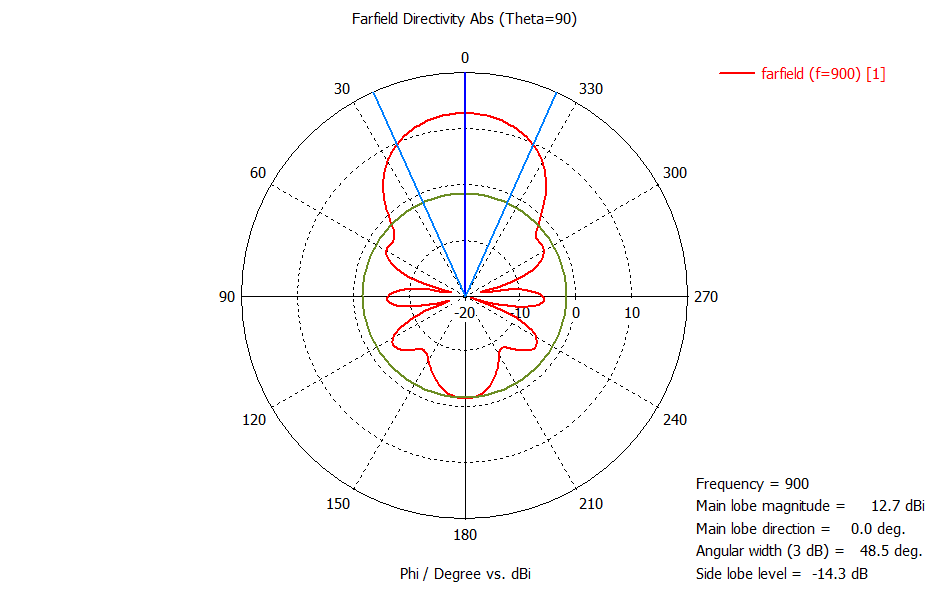 Farfield Directivity Abs (Theta=90)
farfield (f=900) [1]
0
30
330
60
300
90
-20
-10
0
10
270
120
240
150
210
180
Frequency = 900
Main lobe magnitude = 12.7 dBi
Main lobe direction = 0.0 deg.
Angular width (3 dB) = 48.5 deg.
Side lobe level = -14.3 dB
Phi / Degree vs. dBi